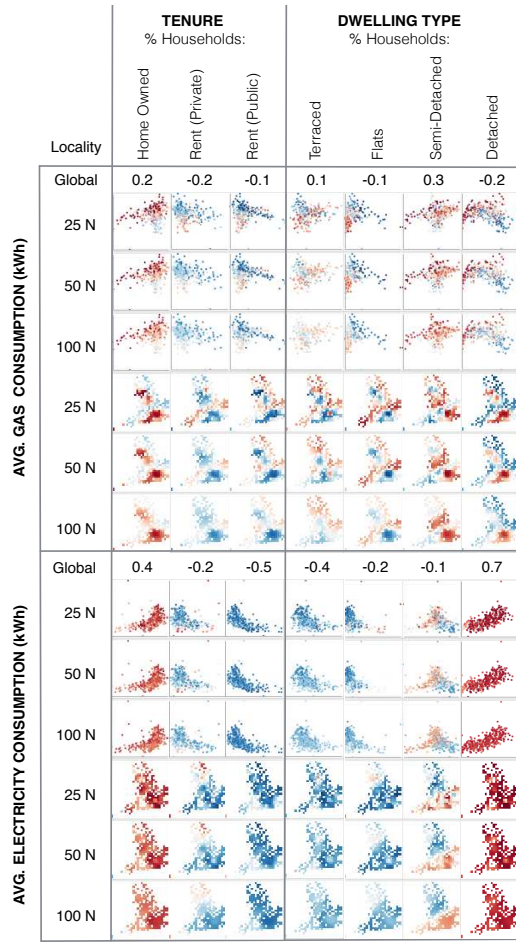 TENURE
% Households:
DWELLING TYPE
% Households:
Locality
Home Owned
Rent (Private)
Rent (Public)
Terraced
Flats
Semi-Detached
Detached
AVG. GAS CONSUMPTION (kWh)
Global 0.2 -0.2 -0.1 0.1 -0.1 0.3 -0.2
25 N
50 N
100 N
25 N
50 N
100 N
AVG. ELECTRICITY CONSUMPTION (kWh)
Global 0.4 -0.2 -0.5 -0.4 -0.2 -0.1 0.7
25 N
50 N
100 N
25 N
50 N
100 N